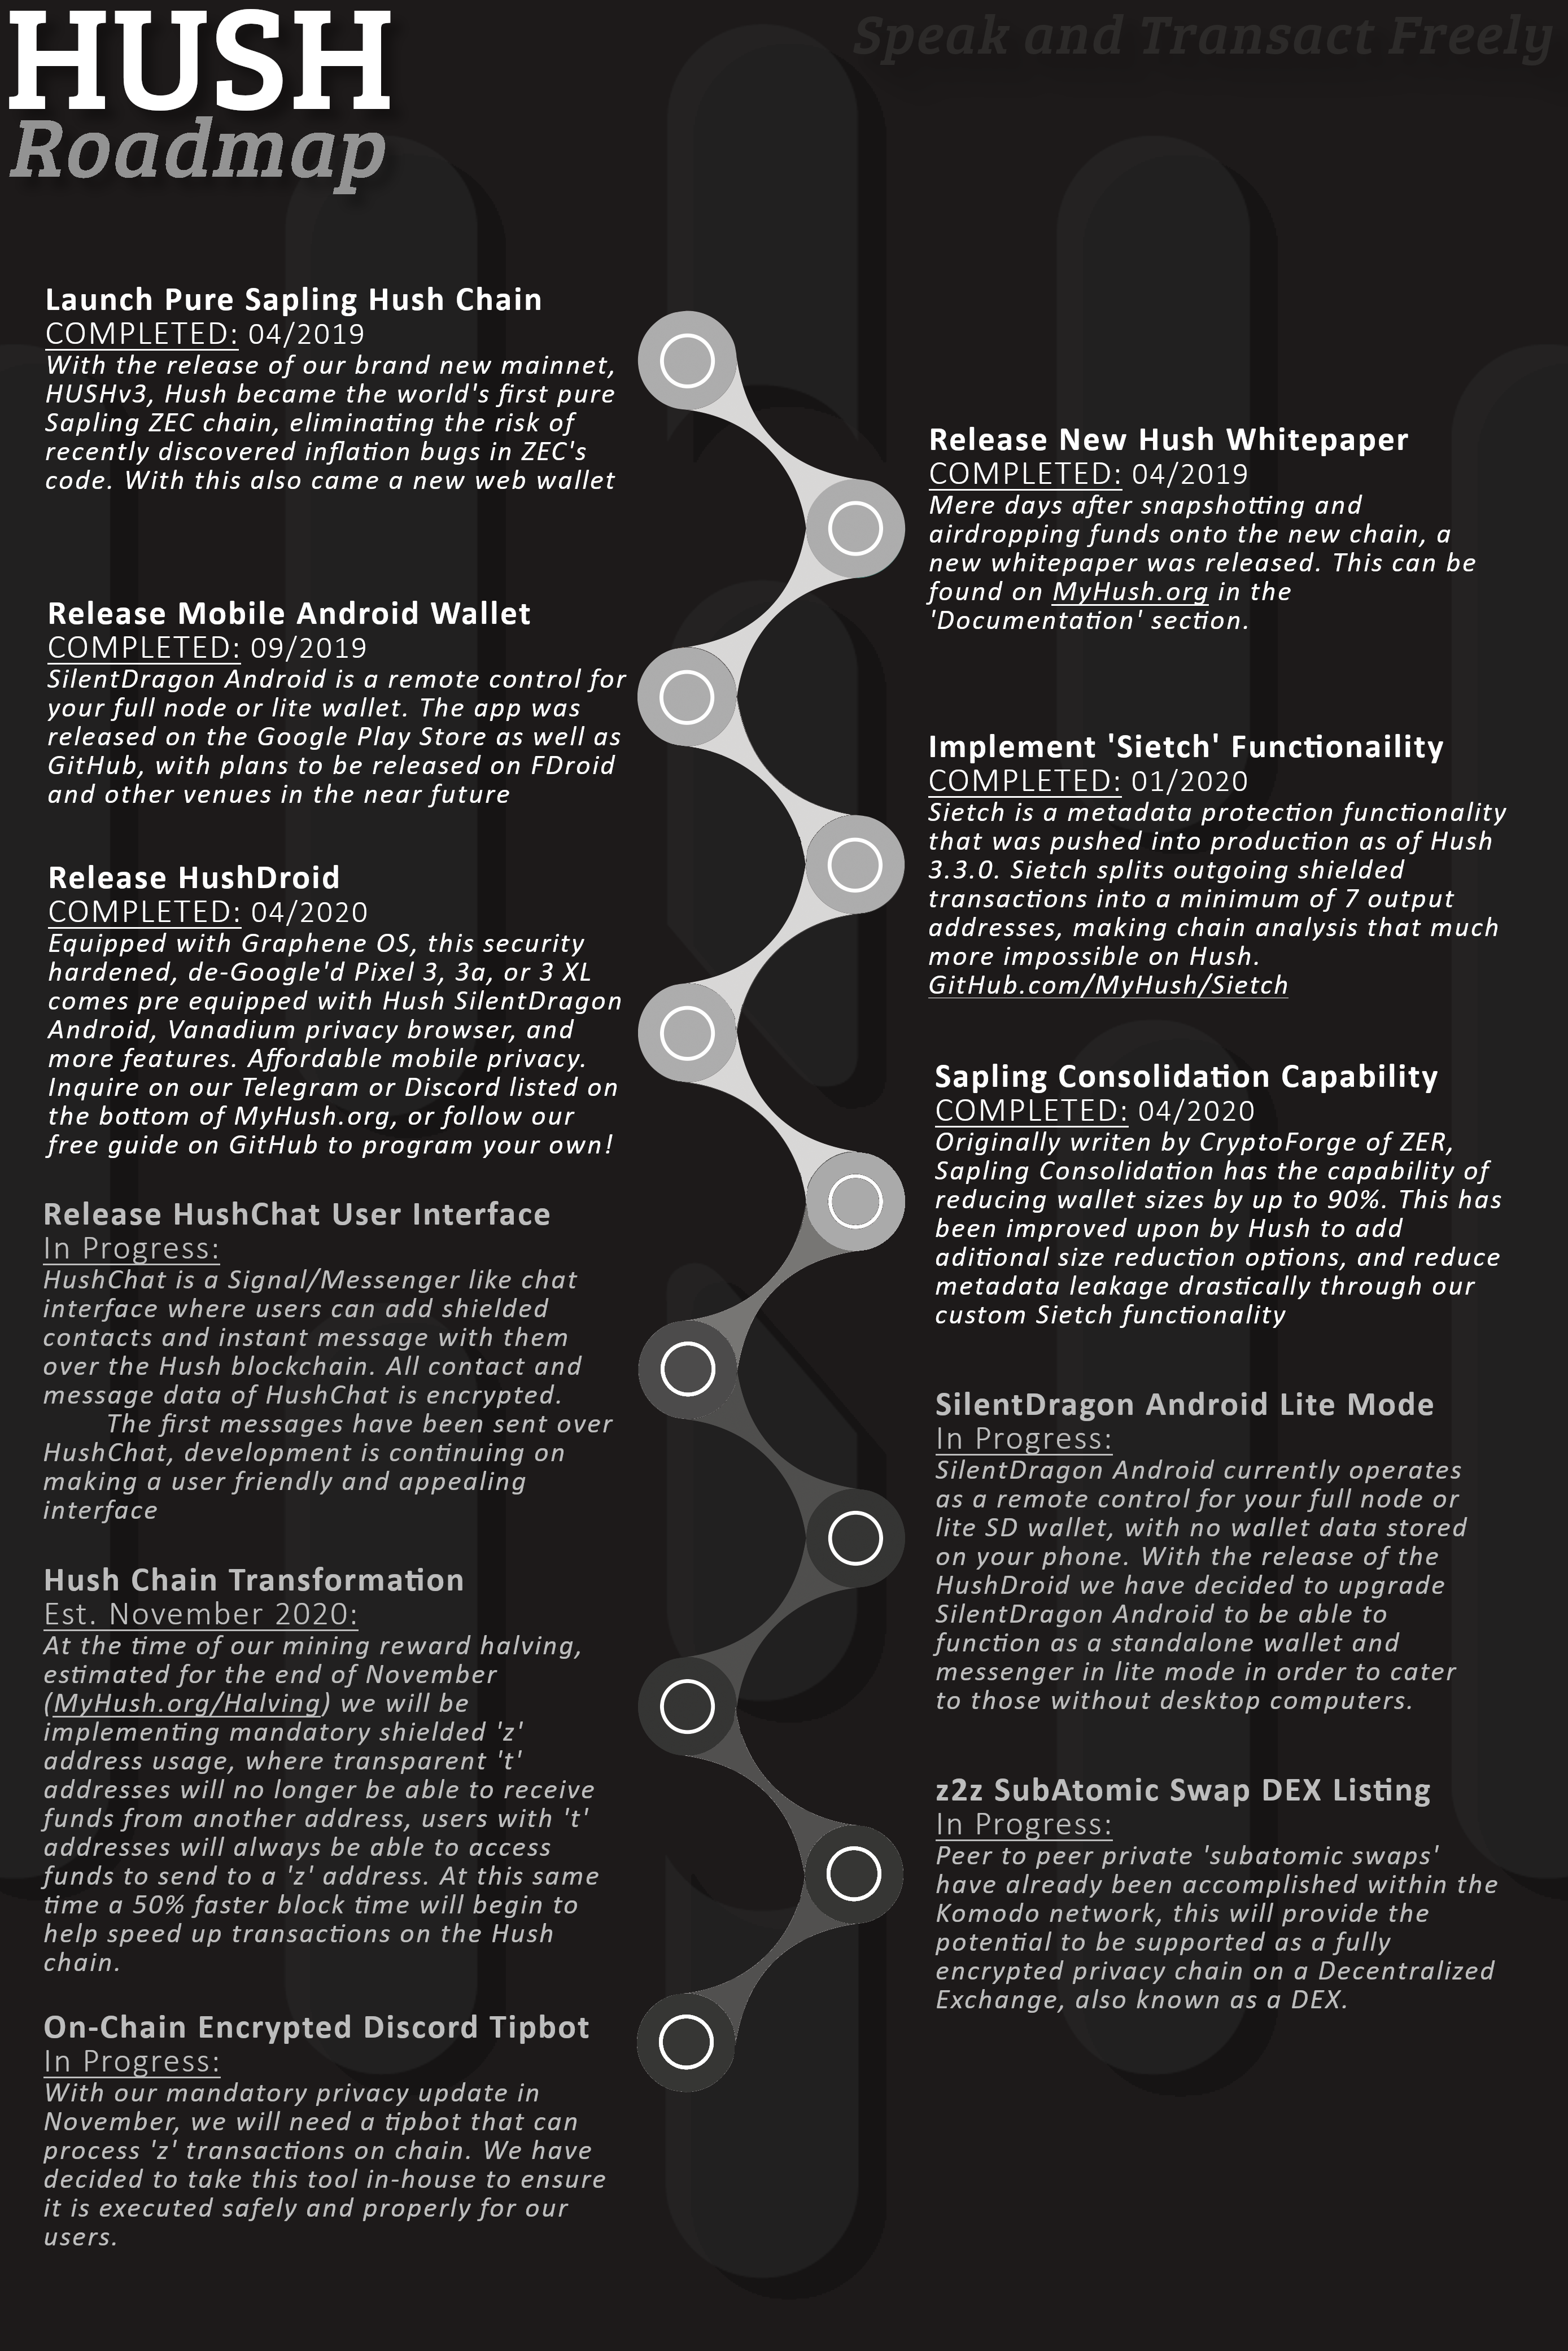 HUSH
Roadmap
Speak and Transact Freely
Launch Pure Sapling Hush Chain
COMPLETED: 04/2019
With the release of our brand new mainnet,
HUSHv3, Hush became the world's first pure
Sapling ZEC chain, eliminating the risk of
recently discovered inflation bugs in ZEC's
code. With this also came a new web wallet
Release New Hush Whitepaper
COMPLETED: 04/2019
Mere days after snapshotting and
airdropping funds onto the new chain, a
new whitepaper was released. This can be
found on MyHush.org in the
'Documentation' section.
Release Mobile Android Wallet
COMPLETED: 09/2019
SilentDragon Android is a remote control for
your full node or lite wallet. The app was
released on the Google Play Store as well as
GitHub, with plans to be released on FDroid
and other venues in the near future
Implement 'Sietch' Functionaility
COMPLETED: 01/2020
Sietch is a metadata protection functionality
that was pushed into production as of Hush
3.3.0. Sietch splits outgoing shielded
transactions into a minimum of 7 output
addresses, making chain analysis that much
more impossible on Hush.
GitHub.com/MyHush/Sietch
Release HushDroid
COMPLETED: 04/2020
Equipped with Graphene OS, this security
hardened, de-Google'd Pixel 3, 3a, or 3 XL
comes pre equipped with Hush SilentDragon
Android, Vanadium privacy browser, and
more features. Affordable mobile privacy.
Inquire on our Telegram or Discord listed on
the bottom of MyHush.org, or follow our
free guide on GitHub to program your own!
Sapling Consolidation Capability
COMPLETED: 04/2020
Originally writen by CryptoForge of ZER,
Sapling Consolidation has the capability of
reducing wallet sizes by up to 90%. This has
been improved upon by Hush to add
aditional size reduction options, and reduce
metadata leakage drastically through our
custom Sietch functionality
Release HushChat User Interface
In Progress:
HushChat is a Signal/Messenger like chat
interface where users can add shielded
contacts and instant message with them
over the Hush blockchain. All contact and
message data of HushChat is encrypted.
The first messages have been sent over
HushChat, development is continuing on
making a user friendly and appealing
interface
SilentDragon Android Lite Mode
In Progress:
SilentDragon Android currently operates
as a remote control for your full node or
lite SD wallet, with no wallet data stored
on your phone. With the release of the
HushDroid we have decided to upgrade
SilentDragon Android to be able to
function as a standalone wallet and
messenger in lite mode in order to cater
to those without desktop computers.
Hush Chain Transformation
Est. November 2020:
At the time of our mining reward halving,
estimated for the end of November
(MyHush.org/Halving) we will be
implementing mandatory shielded 'z'
address usage, where transparent 't'
addresses will no longer be able to receive
funds from another address, users with 't'
addresses will always be able to access
funds to send to a 'z' address. At this same
time a 50% faster block time will begin to
help speed up transactions on the Hush
chain.
z2z SubAtomic Swap DEX Listing
In Progress:
Peer to peer private 'subatomic swaps'
have already been accomplished within the
Komodo network, this will provide the
potential to be supported as a fully
encrypted privacy chain on a Decentralized
Exchange, also known as a DEX.
On-Chain Encrypted Discord Tipbot
In Progress:
With our mandatory privacy update in
November, we will need a tipbot that can
process 'z' transactions on chain. We have
decided to take this tool in-house to ensure
it is executed safely and properly for our
users.